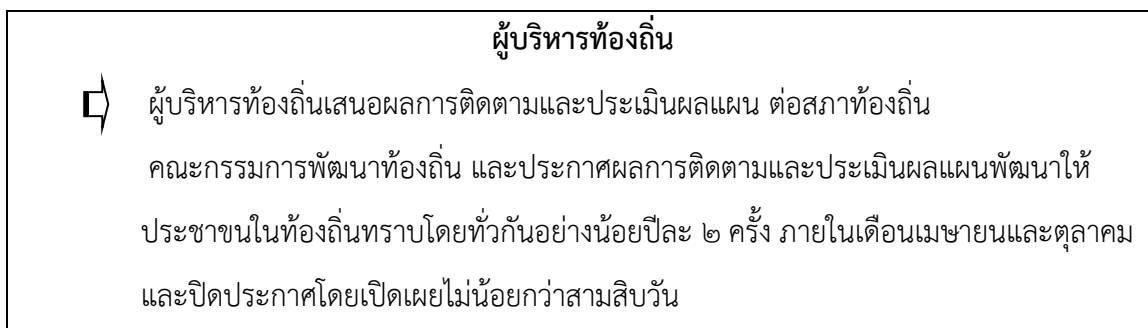 ผู้บริหารท้องถิ่น
ผู้บริหารท้องถิ่นเสนอผลการติดตามและประเมินผลแผน ต่อสภาท้องถิ่น
คณะกรรมการพัฒนาท้องถิ่น และประกาศผลการติดตามและประเมินผลแผนพัฒนาให้
ประชาชนในท้องถิ่นทราบโดยทั่วกันอย่างน้อยปีละ ๒ ครั้ง ภายในเดือนเมษายนและตุลาคม
และปิดประกาศโดยเปิดเผยไม่น้อยกว่าสามสิบวัน